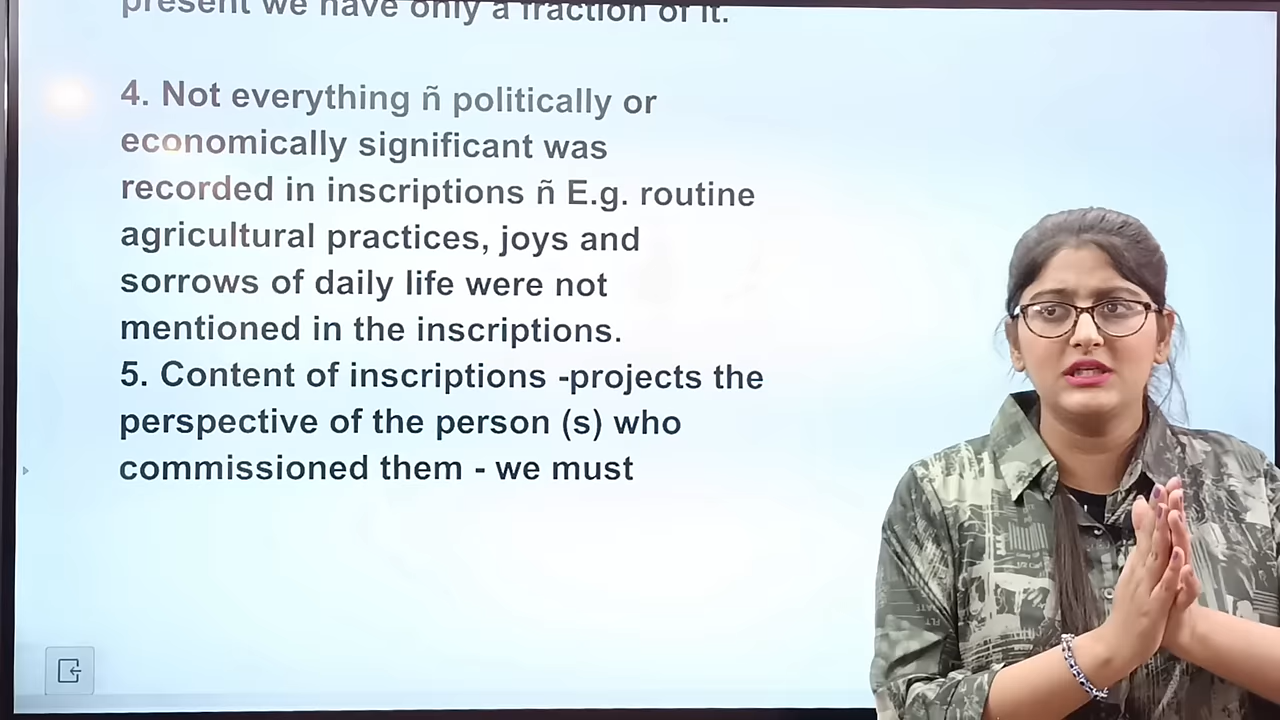 present we have only a fraction of it.
4. Not everything ñ politically or
economically significant was
recorded in inscriptions ñ E.g. routine
agricultural practices, joys and
sorrows of daily life were not
mentioned in the inscriptions.
5. Content of inscriptions -projects the
perspective of the person (s) who
commissioned them - we must